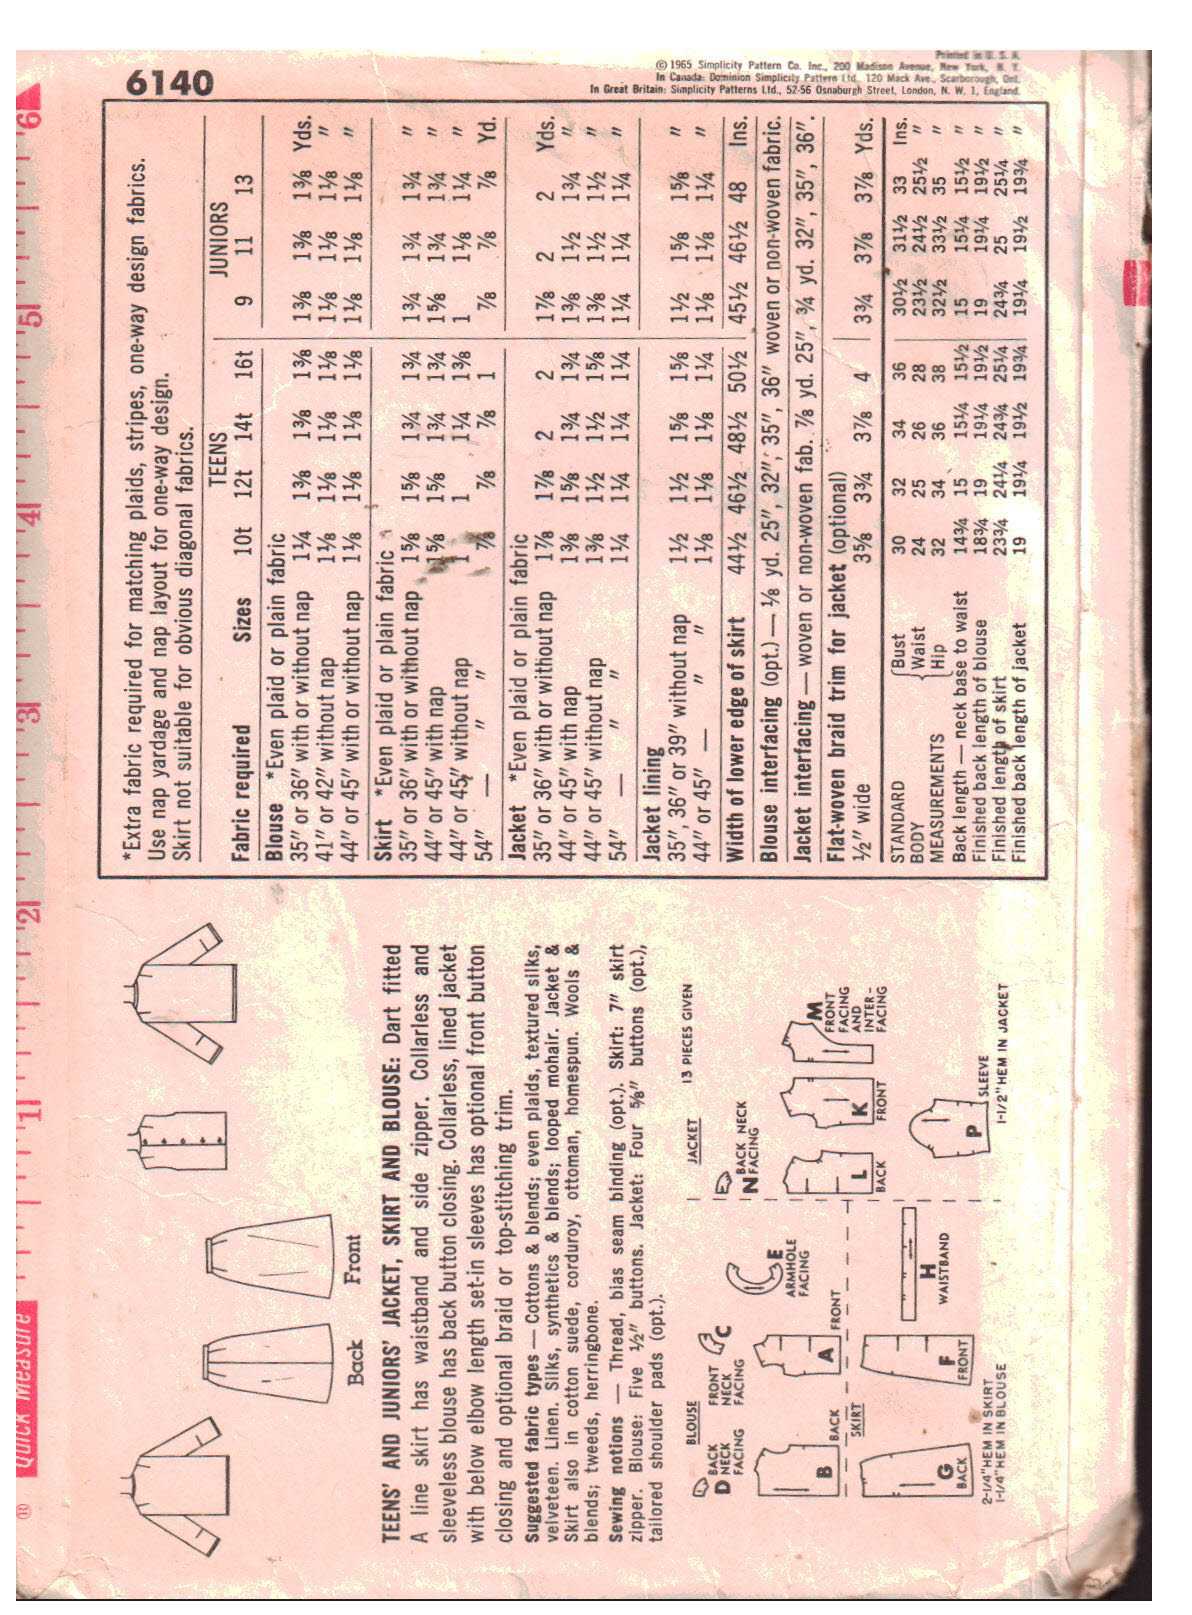 6140
Printed in U. S. A.
© 1965 Simplicity Pattern Co. Inc., 200 Madison Avenue, New York, N. Y.
In Canada: Dominion Simplicity Pattern Ltd. 120 Mack Ave., Scarborough, Ont.
In Great Britain: Simplicity Patterns Ltd., 52-56 Osnaburgh Street, London, N. W. 1, England.
® Quick Measure 1 2 3 4 5 6
Back Front
TEENS' AND JUNIORS' JACKET, SKIRT AND BLOUSE: Dart fitted
A line skirt has waistband and side zipper. Collarless and
sleeveless blouse has back button closing. Collarless, lined jacket
with below elbow length set-in sleeves has optional front button
closing and optional braid or top-stitching trim.
Suggested fabric types — Cottons & blends; even plaids, textured silks,
velveteen. Linen. Silks, synthetics & blends; looped mohair. Jacket &
Skirt also in cotton suede, corduroy, ottoman, homespun. Wools &
blends; tweeds, herringbone.
Sewing notions — Thread, bias seam binding (opt.). Skirt: 7" skirt
zipper. Blouse: Five ½" buttons. Jacket: Four ⅝" buttons (opt.),
tailored shoulder pads (opt.).
13 PIECES GIVEN
BLOUSE
D BACK NECK FACING
FRONT NECK FACING C
E ARMHOLE FACING
B BACK
A FRONT
SKIRT
G BACK
F FRONT
H WAISTBAND
2-1/4" HEM IN SKIRT
1-1/4" HEM IN BLOUSE
JACKET
N BACK NECK FACING
L BACK
K FRONT
M FRONT FACING AND INTER-FACING
P SLEEVE
1-1/2" HEM IN JACKET
*Extra fabric required for matching plaids, stripes, one-way design fabrics.
Use nap yardage and nap layout for one-way design.
Skirt not suitable for obvious diagonal fabrics.
TEENS JUNIORS
Fabric required Sizes 10t 12t 14t 16t 9 11 13
Blouse *Even plaid or plain fabric
35" or 36" with or without nap 1¼ 1⅜ 1⅜ 1⅜ 1⅜ 1⅜ 1⅜ Yds.
41" or 42" without nap 1⅛ 1⅛ 1⅛ 1⅛ 1⅛ 1⅛ 1⅛ "
44" or 45" with or without nap 1⅛ 1⅛ 1⅛ 1⅛ 1⅛ 1⅛ 1⅛ "
Skirt *Even plaid or plain fabric
35" or 36" with or without nap 1⅝ 1⅝ 1¾ 1¾ 1¾ 1¾ 1¾ "
44" or 45" with nap 1⅝ 1⅝ 1¾ 1¾ 1⅝ 1¾ 1¾ "
44" or 45" without nap 1 1 1¼ 1⅜ 1 1⅛ 1¼ "
54" — " " ⅞ ⅞ ⅞ 1 ⅞ ⅞ ⅞ Yd.
Jacket *Even plaid or plain fabric
35" or 36" with or without nap 1⅞ 1⅞ 2 2 1⅞ 2 2 Yds.
44" or 45" with nap 1⅜ 1⅝ 1¾ 1¾ 1⅜ 1½ 1¾ "
44" or 45" without nap 1⅜ 1½ 1½ 1⅝ 1⅜ 1½ 1½ "
54" — " " 1¼ 1¼ 1¼ 1¼ 1¼ 1¼ 1¼ "
Jacket lining
35", 36" or 39" without nap 1½ 1½ 1⅝ 1⅝ 1½ 1⅝ 1⅝ "
44" or 45" — " " 1⅛ 1⅛ 1⅛ 1¼ 1⅛ 1⅛ 1¼ "
Width of lower edge of skirt 44½ 46½ 48½ 50½ 45½ 46½ 48 Ins.
Blouse interfacing (opt.) — ⅛ yd. 25", 32", 35", 36" woven or non-woven fabric.
Jacket interfacing — woven or non-woven fab. ⅞ yd. 25", ¾ yd. 32", 35", 36".
Flat-woven braid trim for jacket (optional)
½" wide 3⅝ 3¾ 3⅞ 4 3¾ 3⅞ 3⅞ Yds.
STANDARD { Bust 30 32 34 36 30½ 31½ 33 Ins.
BODY { Waist 24 25 26 28 23½ 24½ 25½ "
MEASUREMENTS { Hip 32 34 36 38 32½ 33½ 35 "
Back length — neck base to waist 14¾ 15 15¼ 15½ 15 15¼ 15½ "
Finished back length of blouse 18¾ 19 19¼ 19½ 19 19¼ 19½ "
Finished length of skirt 23¾ 24¼ 24¾ 25¼ 24¾ 25 25¼ "
Finished back length of jacket 19 19¼ 19½ 19¾ 19¼ 19½ 19¾ "